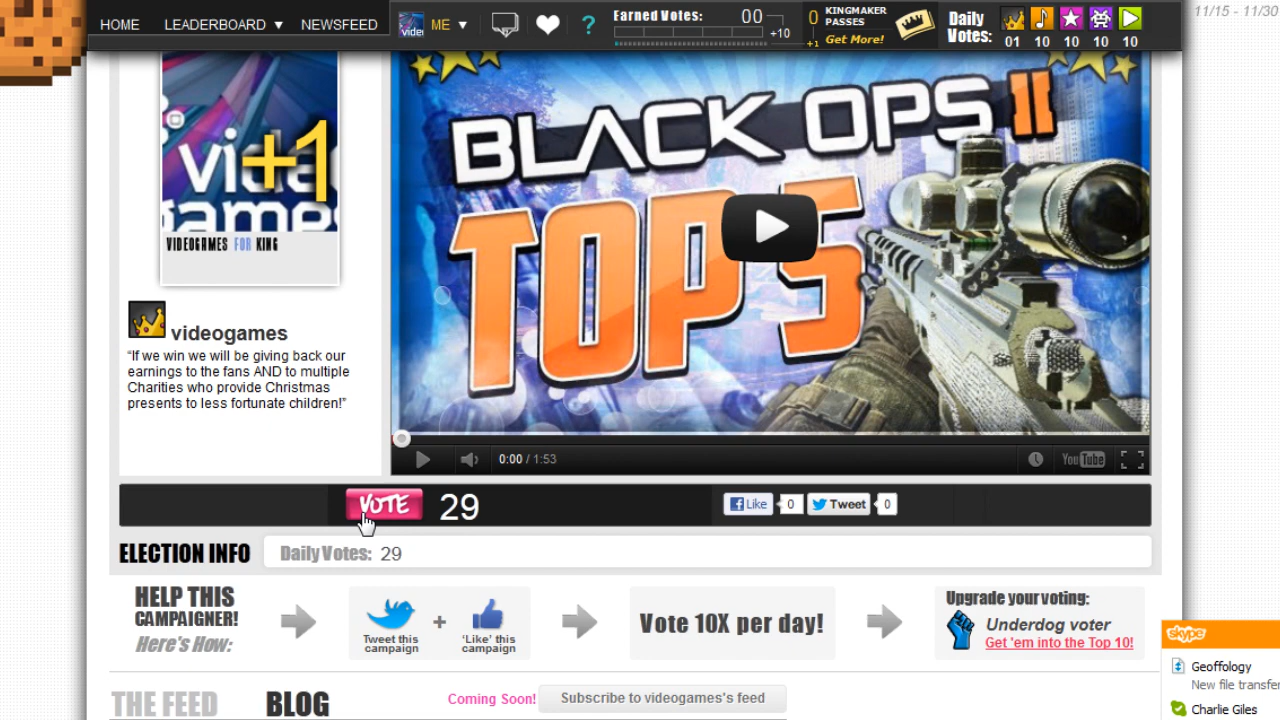 HOME LEADERBOARD NEWSFEED ME ? Earned Votes: 00 +10
0 KINGMAKER PASSES
+1 Get More!
Daily Votes: 01 10 10 10 10
11/15 - 11/30
+1
video
games
VIDEOGAMES FOR KING
videogames
“If we win we will be giving back our
earnings to the fans AND to multiple
Charities who provide Christmas
presents to less fortunate children!”
BLACK OPS II
TOP 5
0:00 / 1:53 YouTube
VOTE 29 Like 0 Tweet 0
ELECTION INFO Daily Votes: 29
HELP THIS
CAMPAIGNER!
Here's How:
Tweet this
campaign
+
'Like' this
campaign
Vote 10X per day!
Upgrade your voting:
Underdog voter
Get 'em into the Top 10!
THE FEED BLOG Coming Soon! Subscribe to videogames's feed
skype
Geoffology
New file transfer
Charlie Giles